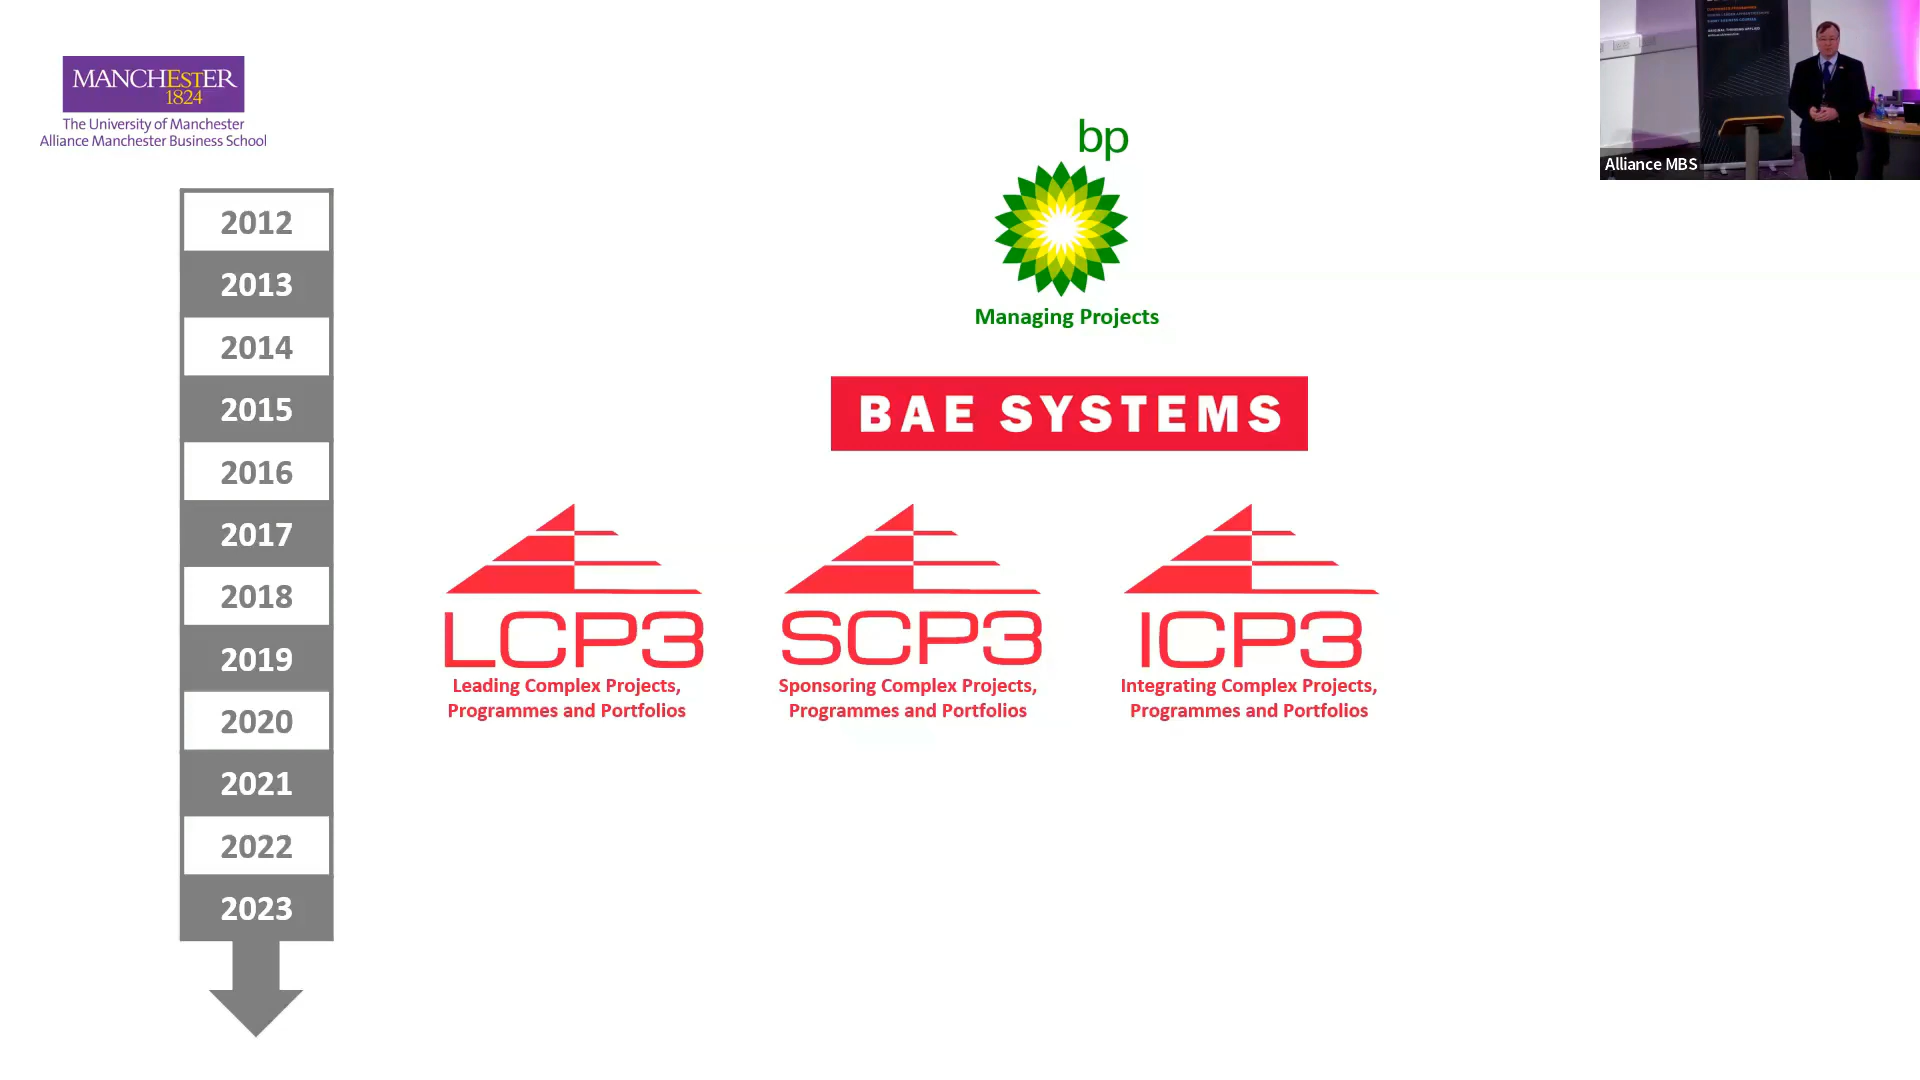 MANCHESTER
1824
The University of Manchester
Alliance Manchester Business School
2012
2013
2014
2015
2016
2017
2018
2019
2020
2021
2022
2023
bp
Managing Projects
BAE SYSTEMS
LCP3
Leading Complex Projects,
Programmes and Portfolios
SCP3
Sponsoring Complex Projects,
Programmes and Portfolios
ICP3
Integrating Complex Projects,
Programmes and Portfolios
Alliance MBS